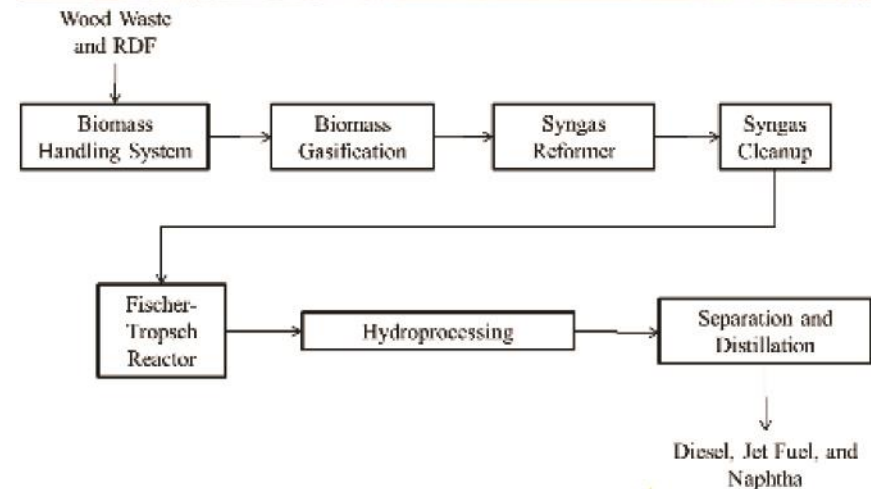 Wood Waste
and RDF
Biomass
Handling System
Biomass
Gasification
Syngas
Reformer
Syngas
Cleanup
Fischer-
Tropsch
Reactor
Hydroprocessing
Separation and
Distillation
Diesel, Jet Fuel, and
Naphtha